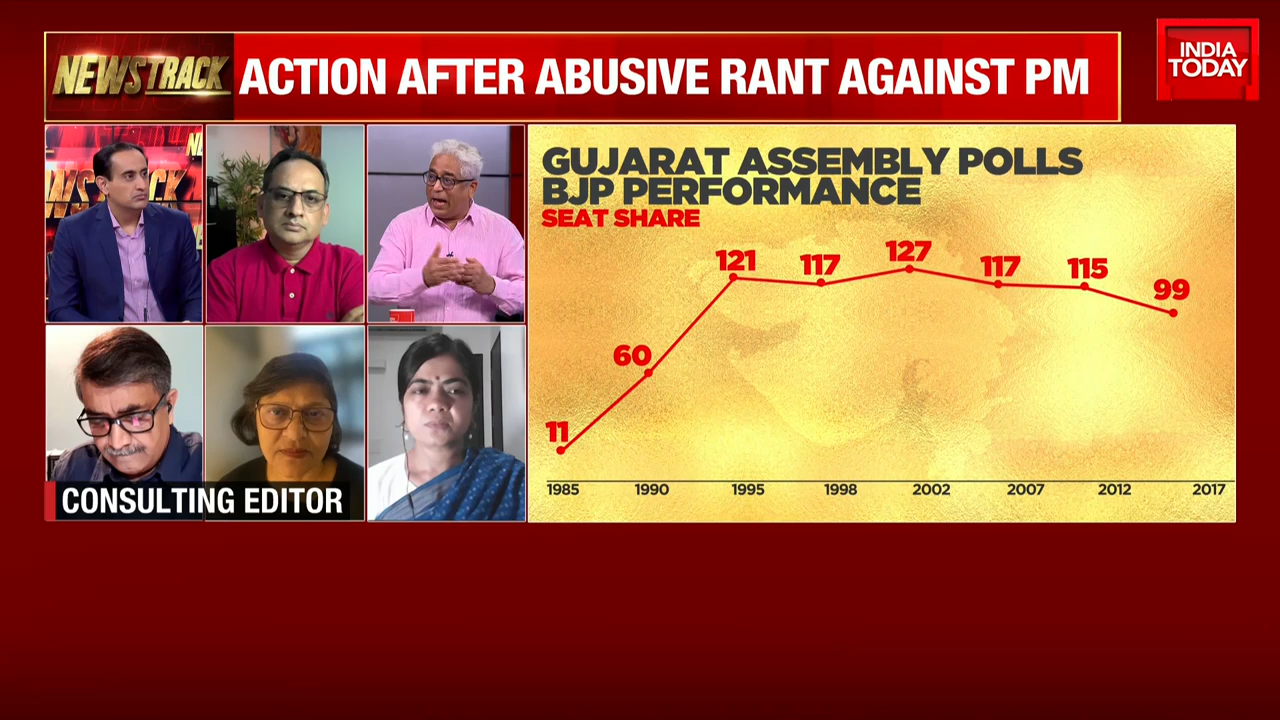 NEWSTRACK
ACTION AFTER ABUSIVE RANT AGAINST PM
INDIA
TODAY
GUJARAT ASSEMBLY POLLS
BJP PERFORMANCE
SEAT SHARE
11
60
121
117
127
117
115
99
1985 1990 1995 1998 2002 2007 2012 2017
CONSULTING EDITOR